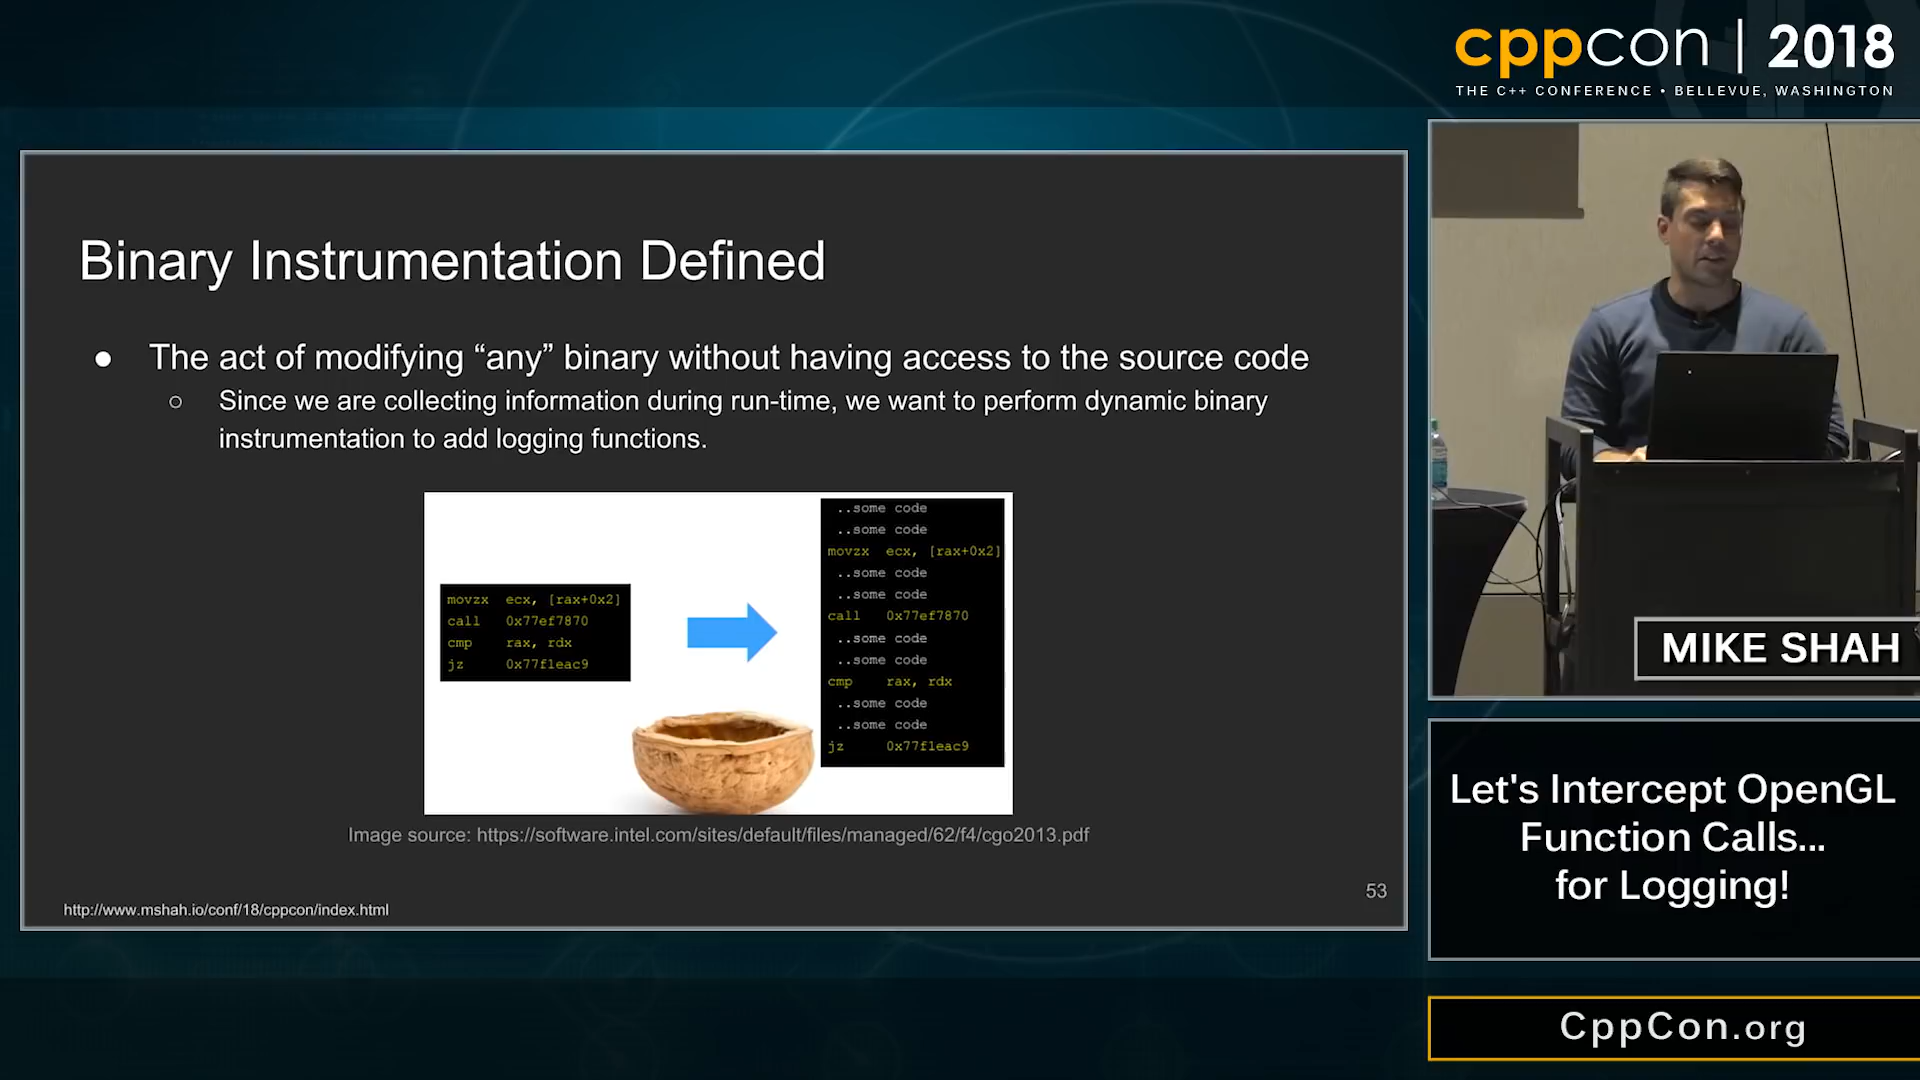 cppcon | 2018
THE C++ CONFERENCE • BELLEVUE, WASHINGTON
Binary Instrumentation Defined
● The act of modifying “any” binary without having access to the source code
○ Since we are collecting information during run-time, we want to perform dynamic binary
instrumentation to add logging functions.
movzx ecx, [rax+0x2]
call 0x77ef7870
cmp rax, rdx
jz 0x77f1eac9
..some code
..some code
movzx ecx, [rax+0x2]
..some code
..some code
call 0x77ef7870
..some code
..some code
cmp rax, rdx
..some code
..some code
jz 0x77f1eac9
Image source: https://software.intel.com/sites/default/files/managed/62/f4/cgo2013.pdf
http://www.mshah.io/conf/18/cppcon/index.html
53
MIKE SHAH
Let's Intercept OpenGL
Function Calls...
for Logging!
CppCon.org